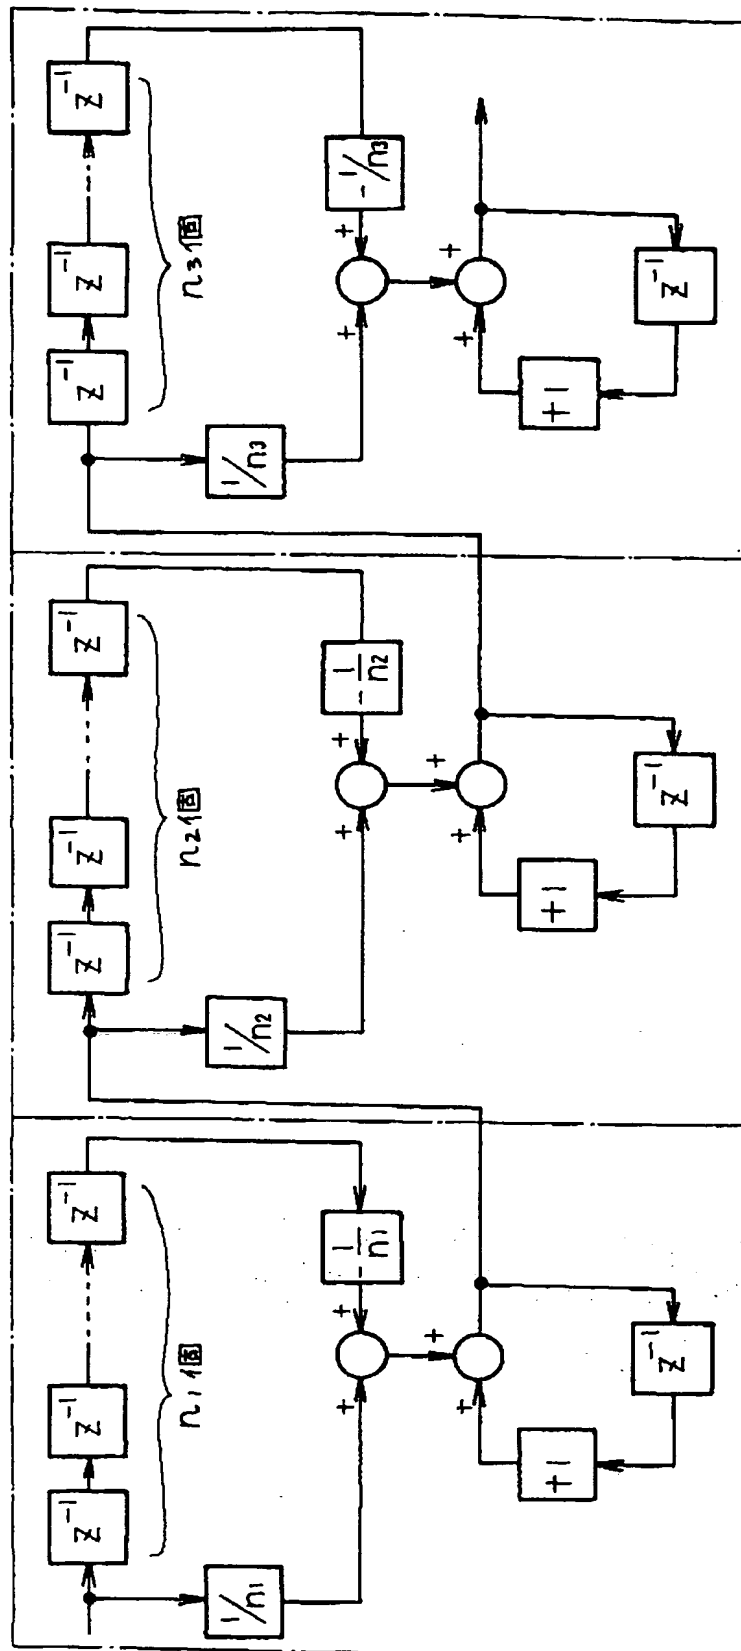 z⁻¹
z⁻¹
z⁻¹
n₁個
1/n₁
-1/n₁
+
+
+
+
+1
z⁻¹
z⁻¹
z⁻¹
z⁻¹
n₂個
1/n₂
-1/n₂
+
+
+
+
+1
z⁻¹
z⁻¹
z⁻¹
z⁻¹
n₃個
1/n₃
-1/n₃
+
+
+
+
+1
z⁻¹